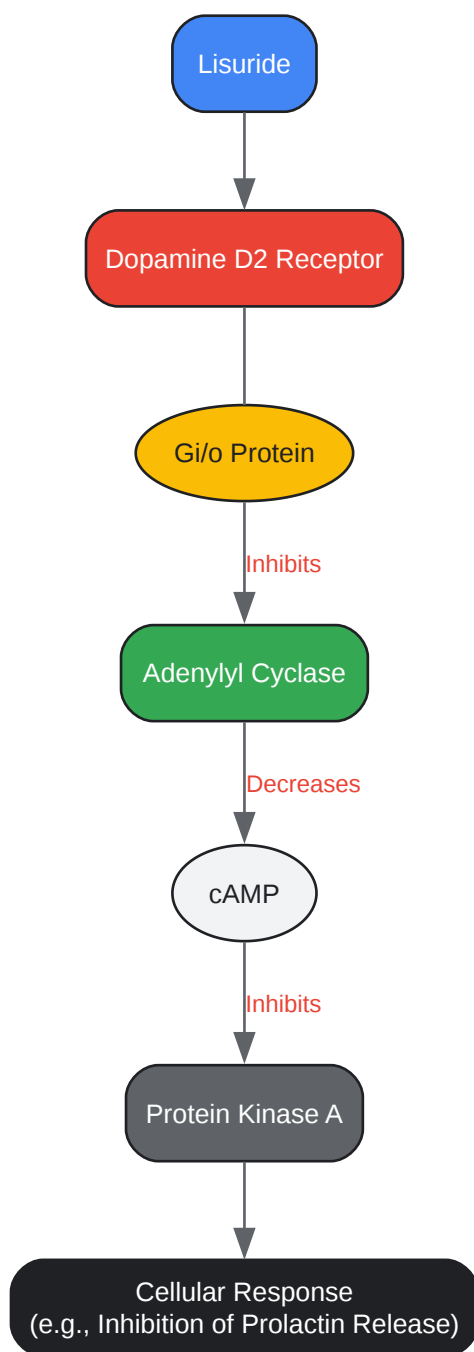 Lisuride
Dopamine D2 Receptor
Gi/o Protein
Inhibits
Adenylyl Cyclase
Decreases
cAMP
Inhibits
Protein Kinase A
Cellular Response
(e.g., Inhibition of Prolactin Release)